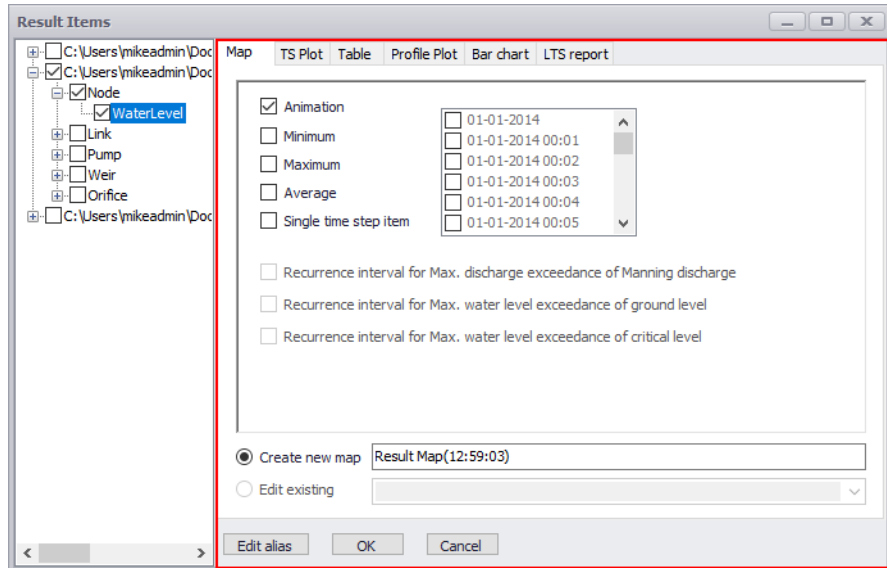 Result Items
C:\Users\mikeadmin\Doc
C:\Users\mikeadmin\Doc
Node
WaterLevel
Link
Pump
Weir
Orifice
C:\Users\mikeadmin\Doc
Map TS Plot Table Profile Plot Bar chart LTS report
Animation
Minimum
Maximum
Average
Single time step item
01-01-2014
01-01-2014 00:01
01-01-2014 00:02
01-01-2014 00:03
01-01-2014 00:04
01-01-2014 00:05
Recurrence interval for Max. discharge exceedance of Manning discharge
Recurrence interval for Max. water level exceedance of ground level
Recurrence interval for Max. water level exceedance of critical level
Create new map Result Map(12:59:03)
Edit existing
Edit alias OK Cancel